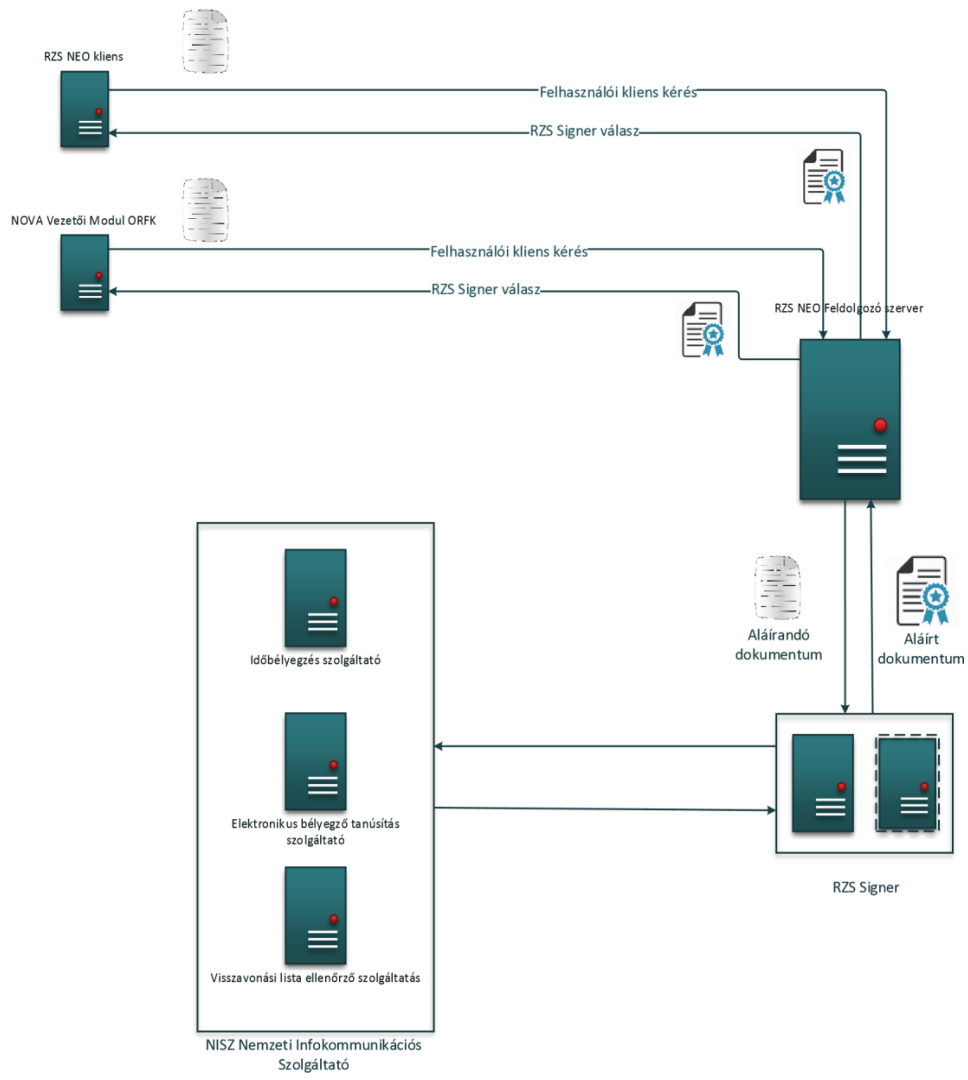 RZS NEO kliens
Felhasználói kliens kérés
RZS Signer válasz
NOVA Vezetői Modul ORFK
Felhasználói kliens kérés
RZS Signer válasz
RZS NEO Feldolgozó szerver
Aláírandó
dokumentum
Aláírt
dokumentum
Időbélyegzés szolgáltató
Elektronikus bélyegző tanúsítás
szolgáltató
Visszavonási lista ellenőrző szolgáltatás
RZS Signer
NISZ Nemzeti Infokommunikációs
Szolgáltató